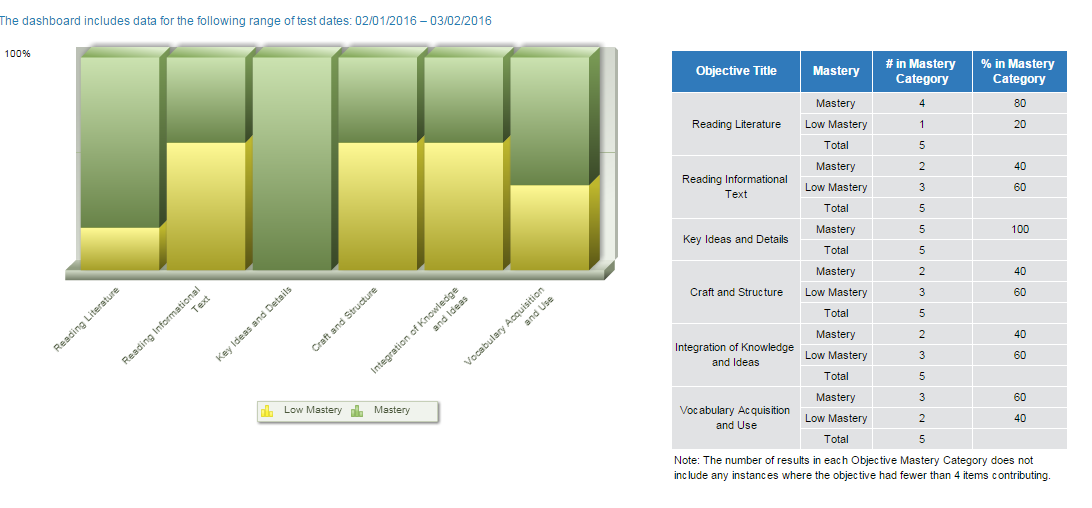 The dashboard includes data for the following range of test dates: 02/01/2016 – 03/02/2016
100%
Reading Literature
Reading Informational
Text
Key Ideas and Details
Craft and Structure
Integration of Knowledge
and Ideas
Vocabulary Acquisition
and Use
Low Mastery Mastery
Objective Title Mastery # in Mastery Category % in Mastery Category
Reading Literature
Mastery 4 80
Low Mastery 1 20
Total 5
Reading Informational
Text
Mastery 2 40
Low Mastery 3 60
Total 5
Key Ideas and Details
Mastery 5 100
Total 5
Craft and Structure
Mastery 2 40
Low Mastery 3 60
Total 5
Integration of Knowledge
and Ideas
Mastery 2 40
Low Mastery 3 60
Total 5
Vocabulary Acquisition
and Use
Mastery 3 60
Low Mastery 2 40
Total 5
Note: The number of results in each Objective Mastery Category does not
include any instances where the objective had fewer than 4 items contributing.